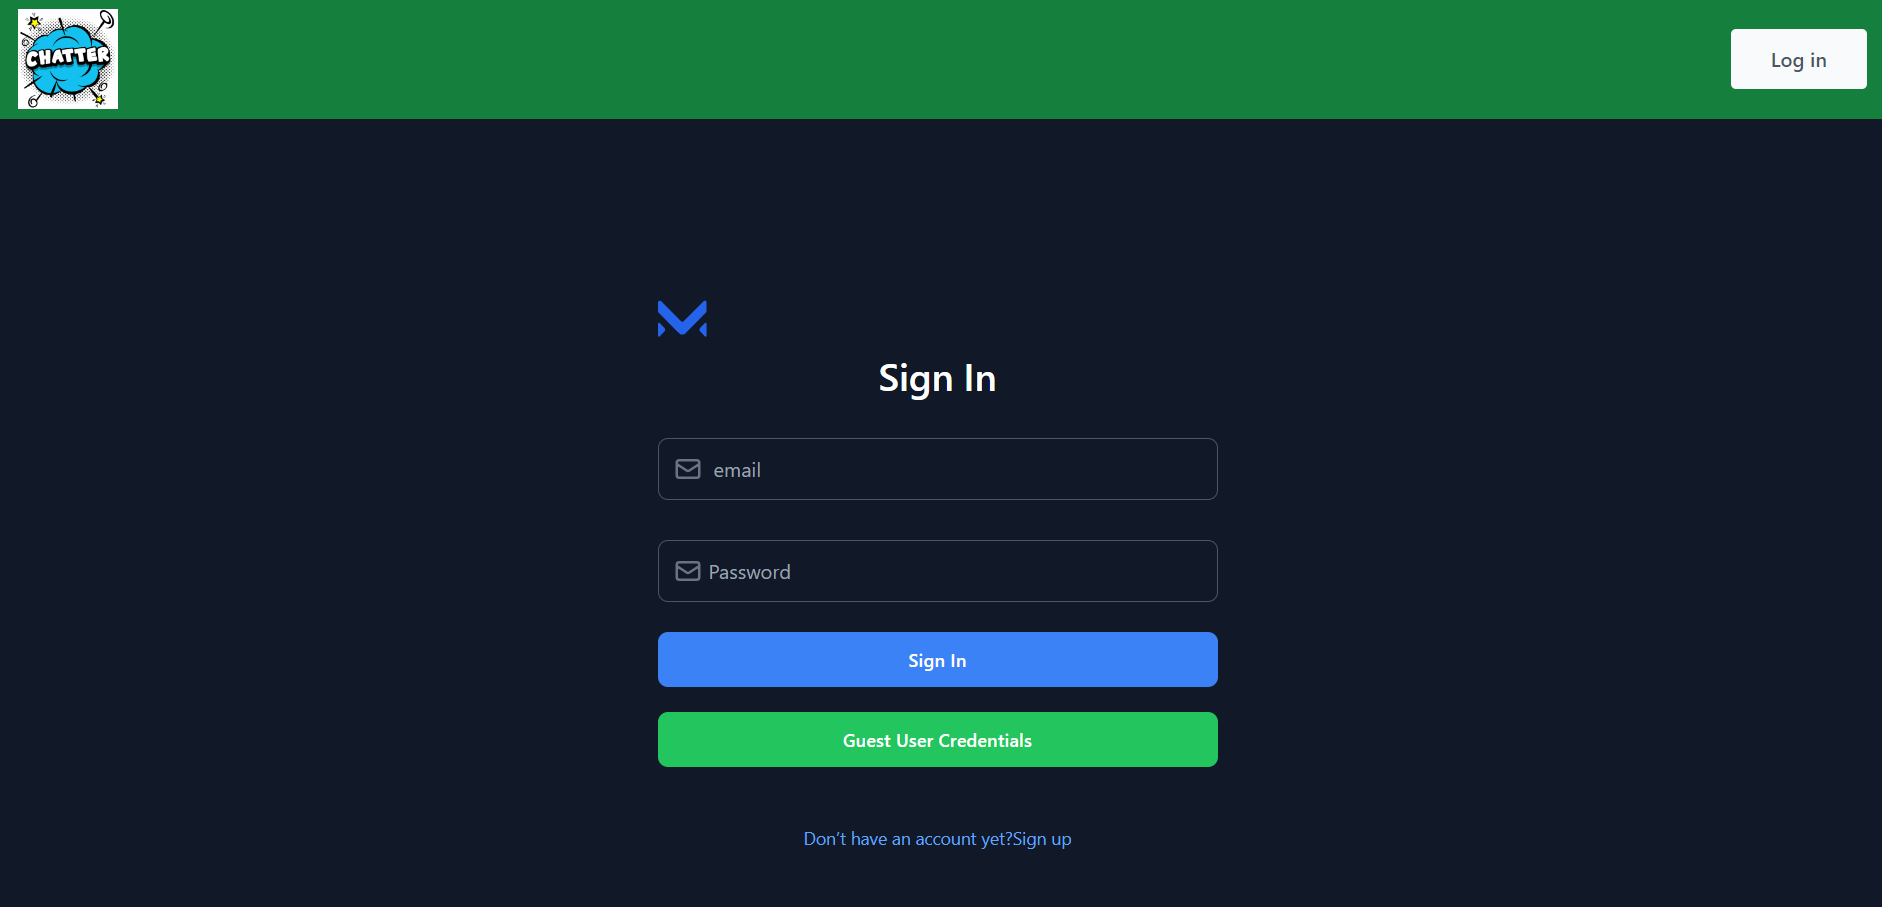 CHATTER
Log in
Sign In
email
Password
Sign In
Guest User Credentials
Don't have an account yet?Sign up